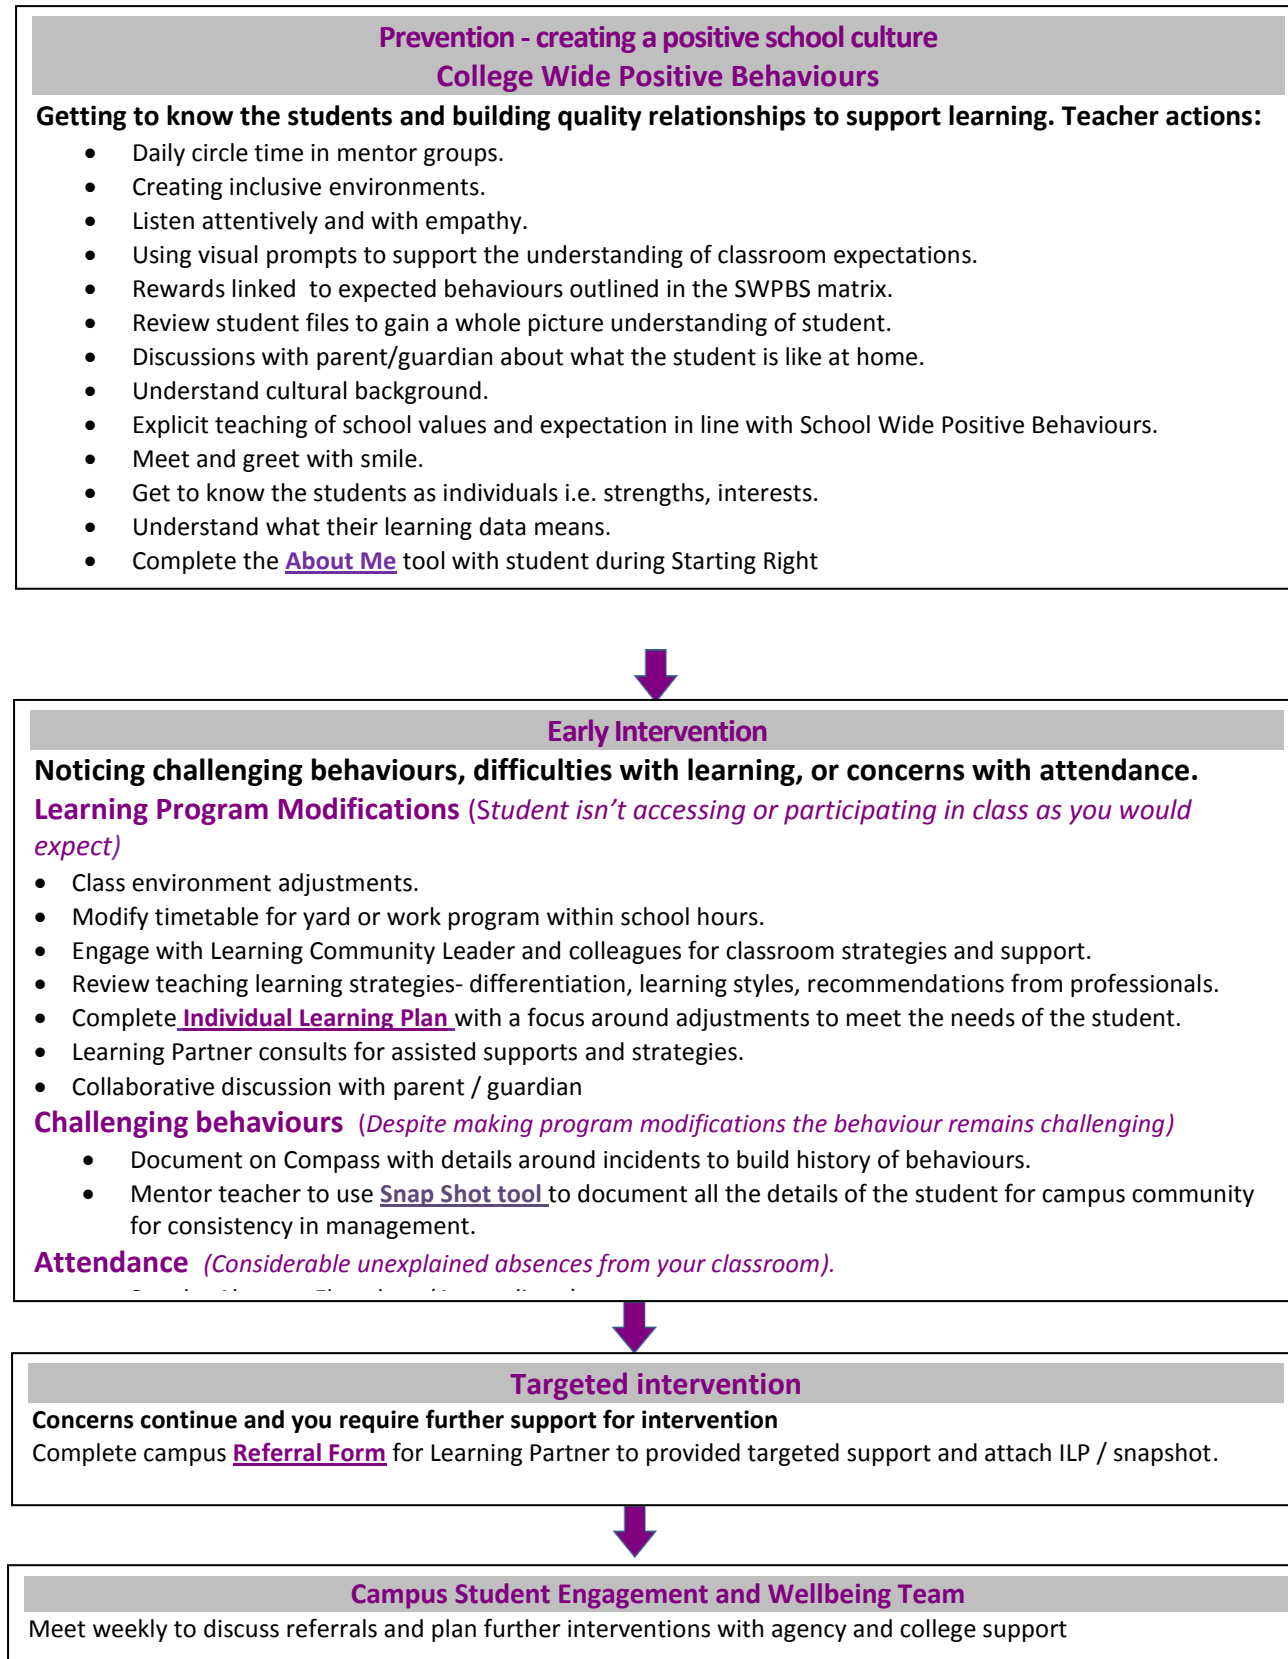 Prevention - creating a positive school culture
College Wide Positive Behaviours
Getting to know the students and building quality relationships to support learning. Teacher actions:
• Daily circle time in mentor groups.
• Creating inclusive environments.
• Listen attentively and with empathy.
• Using visual prompts to support the understanding of classroom expectations.
• Rewards linked  to expected behaviours outlined in the SWPBS matrix.
• Review student files to gain a whole picture understanding of student.
• Discussions with parent/guardian about what the student is like at home.
• Understand cultural background.
• Explicit teaching of school values and expectation in line with School Wide Positive Behaviours.
• Meet and greet with smile.
• Get to know the students as individuals i.e. strengths, interests.
• Understand what their learning data means.
• Complete the About Me tool with student during Starting Right
Early Intervention
Noticing challenging behaviours, difficulties with learning, or concerns with attendance.
Learning Program Modifications (Student isn't accessing or participating in class as you would
expect)
• Class environment adjustments.
• Modify timetable for yard or work program within school hours.
• Engage with Learning Community Leader and colleagues for classroom strategies and support.
• Review teaching learning strategies- differentiation, learning styles, recommendations from professionals.
• Complete Individual Learning Plan with a focus around adjustments to meet the needs of the student.
• Learning Partner consults for assisted supports and strategies.
• Collaborative discussion with parent / guardian
Challenging behaviours (Despite making program modifications the behaviour remains challenging)
• Document on Compass with details around incidents to build history of behaviours.
• Mentor teacher to use Snap Shot tool to document all the details of the student for campus community
for consistency in management.
Attendance (Considerable unexplained absences from your classroom).
Targeted intervention
Concerns continue and you require further support for intervention
Complete campus Referral Form for Learning Partner to provided targeted support and attach ILP / snapshot.
Campus Student Engagement and Wellbeing Team
Meet weekly to discuss referrals and plan further interventions with agency and college support